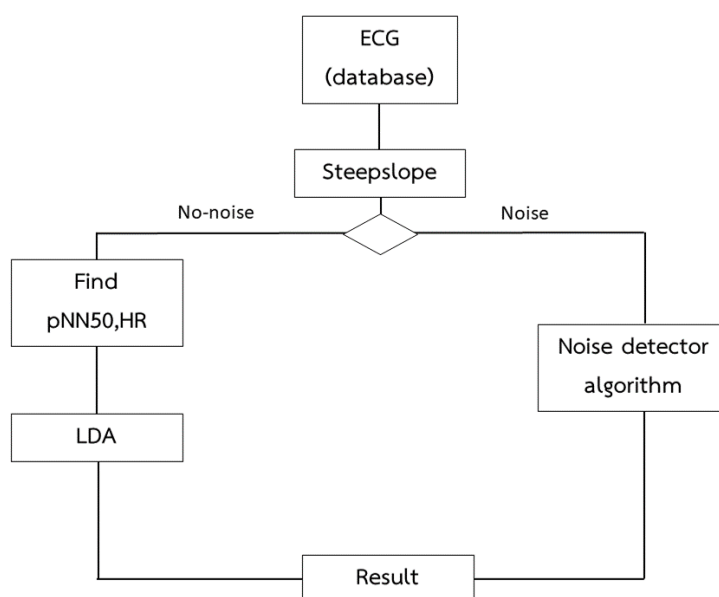 ECG
(database)
Steepslope
No-noise
Noise
Find
pNN50,HR
Noise detector
algorithm
LDA
Result